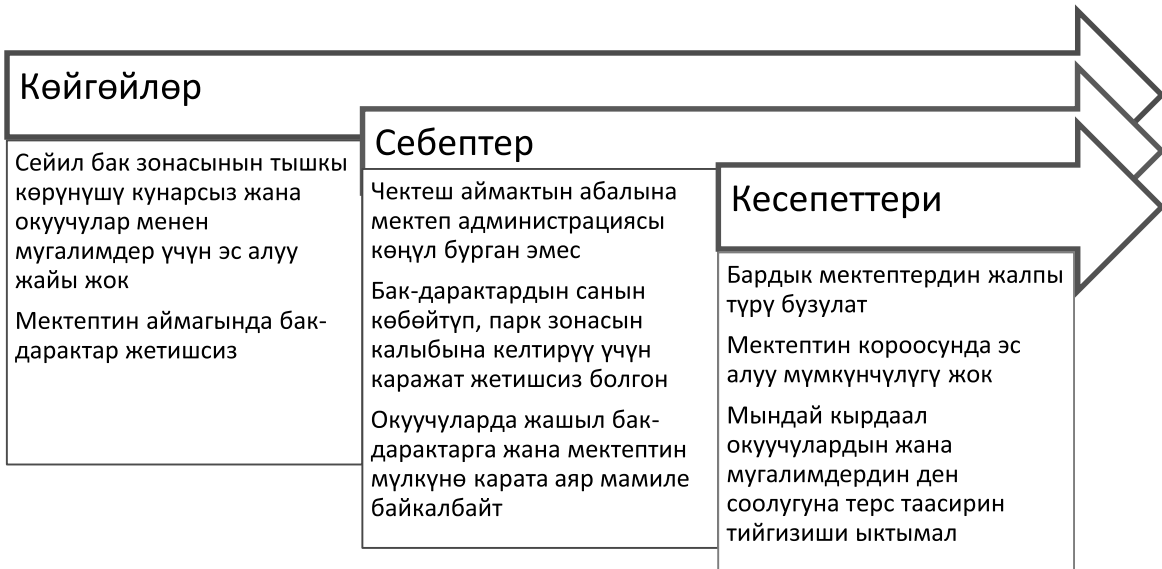 Көйгөйлөр
Сейил бак зонасынын тышкы
көрүнүшү кунарсыз жана
окуучулар менен
мугалимдер үчүн эс алуу
жайы жок
Мектептин аймагында бак-
дарактар жетишсиз
Себептер
Чектеш аймактын абалына
мектеп администрациясы
көңүл бурган эмес
Бак-дарактардын санын
көбөйтүп, парк зонасын
калыбына келтирүү үчүн
каражат жетишсиз болгон
Окуучуларда жашыл бак-
дарактарга жана мектептин
мүлкүнө карата аяр мамиле
байкалбайт
Кесепеттери
Бардык мектептердин жалпы
түрү бузулат
Мектептин короосунда эс
алуу мүмкүнчүлүгү жок
Мындай кырдаал
окуучулардын жана
мугалимдердин ден
соолугуна терс таасирин
тийгизиши ыктымал